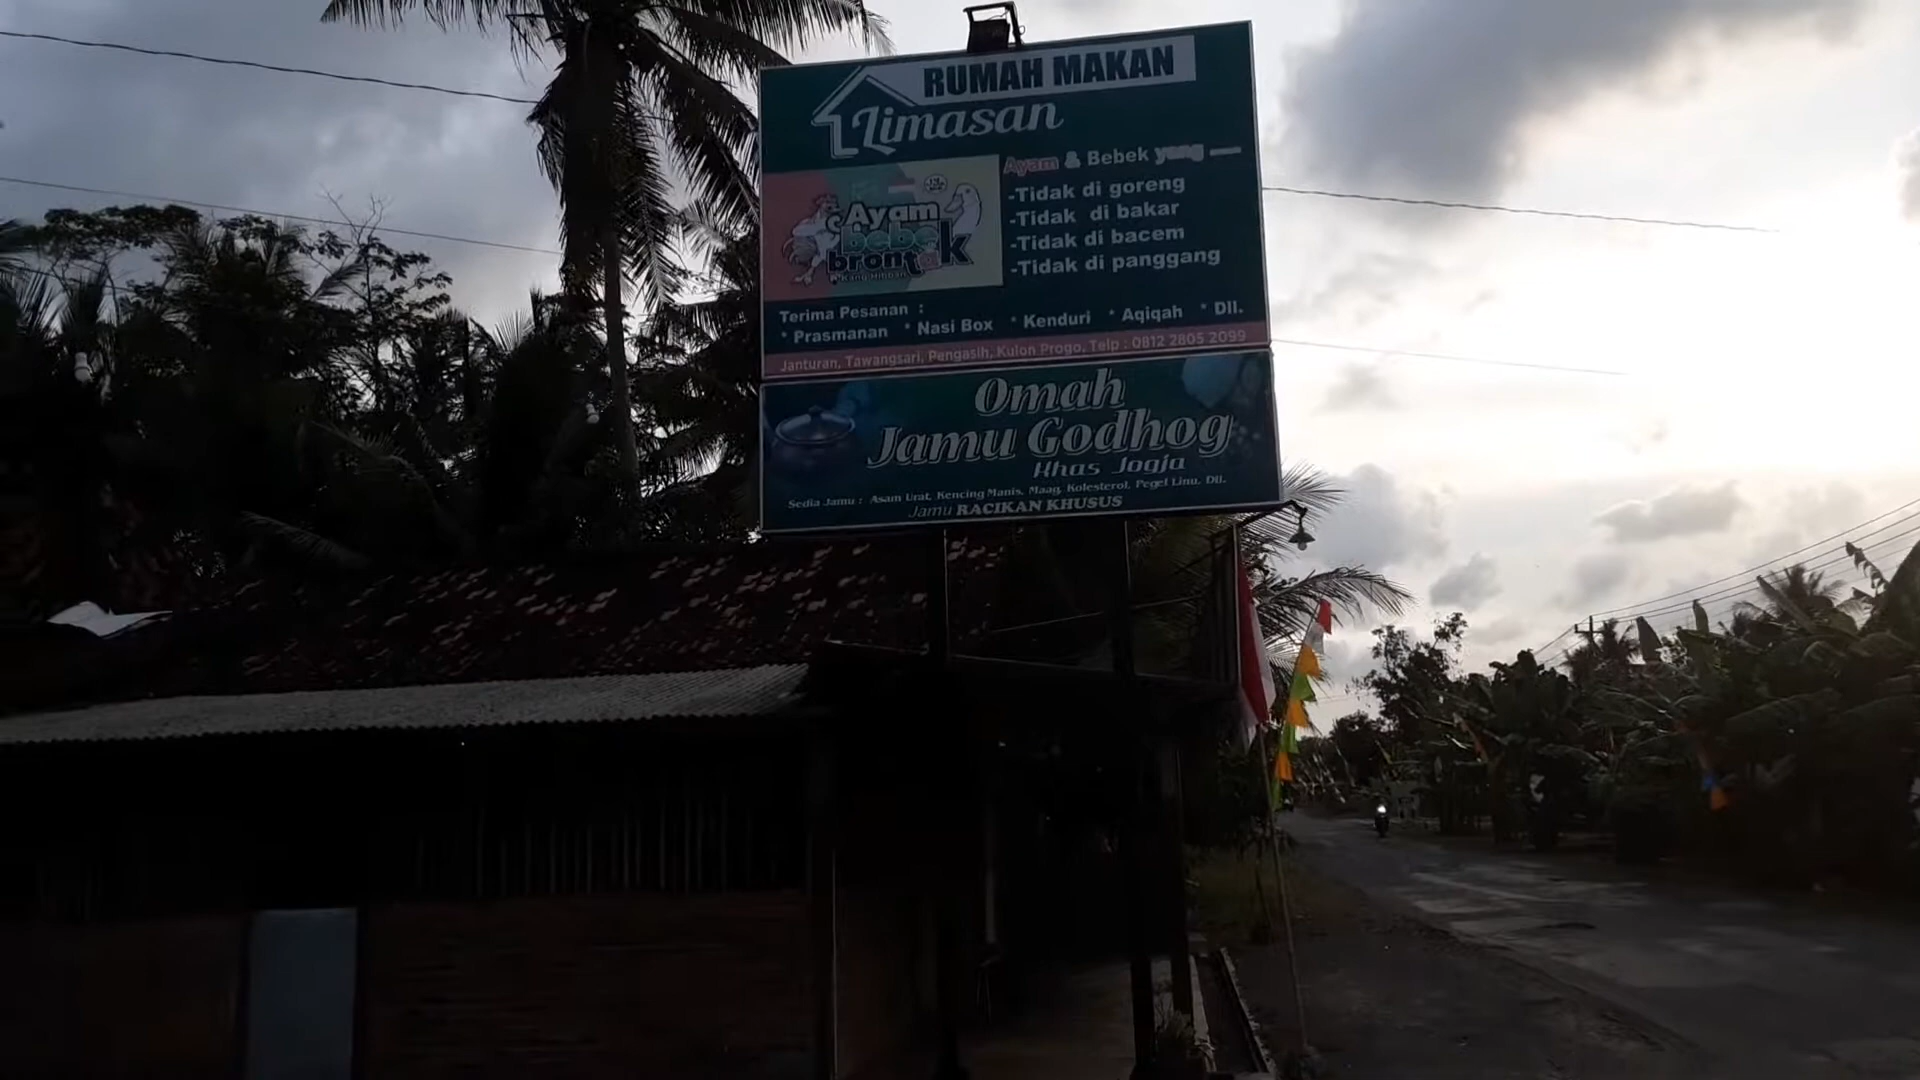 RUMAH MAKAN
Limasan
Ayam & Bebek yang
-Tidak di goreng
-Tidak di bakar
-Tidak di bacem
-Tidak di panggang
Ayam
bebek
brontak
Kang Hibban
Terima Pesanan :
* Prasmanan * Nasi Box * Kenduri * Aqiqah * Dll.
Janturan, Tawangsari, Pengasih, Kulon Progo, Telp : 0812 2805 2099
Omah
Jamu Godhog
Khas Jogja
Sedia Jamu : Asam Urat, Kencing Manis, Maag, Kolesterol, Pegel Linu, Dll.
Jamu RACIKAN KHUSUS